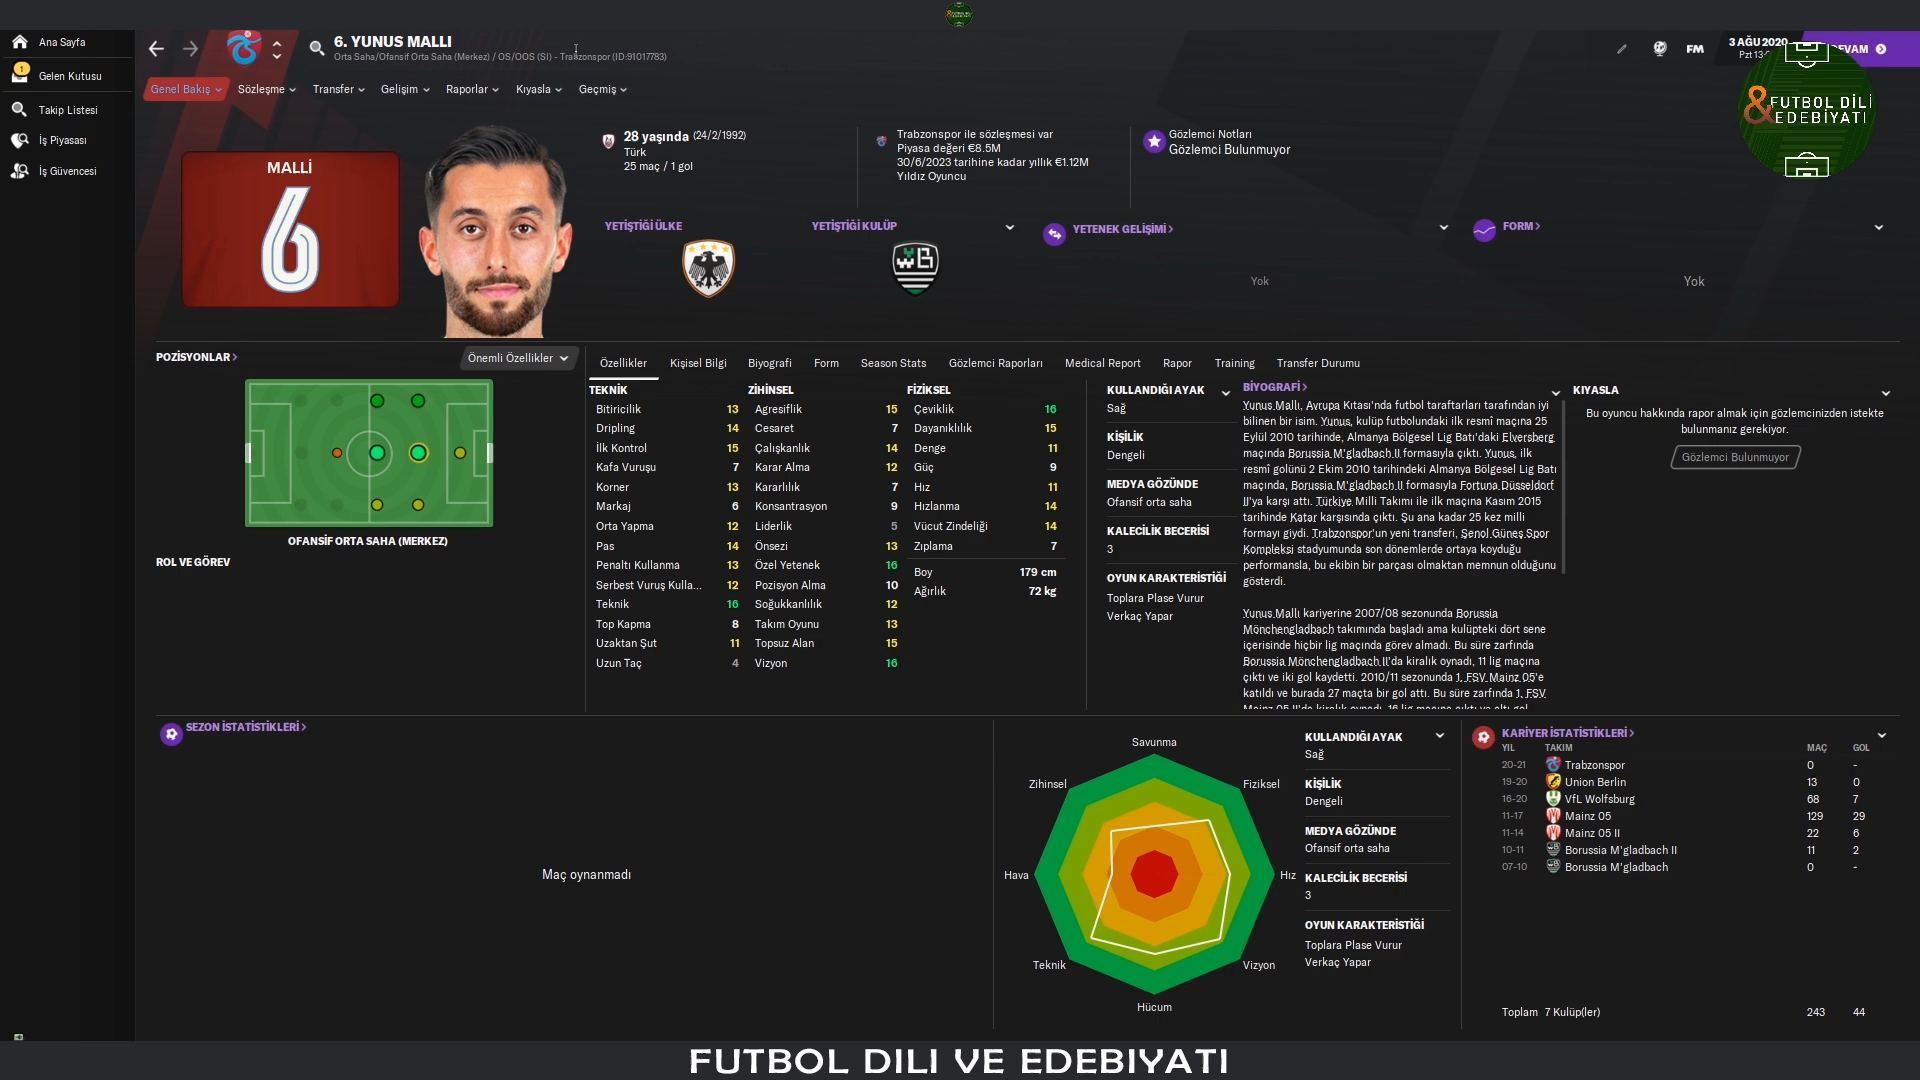 Ana Sayfa
1
Gelen Kutusu
Takip Listesi
İş Piyasası
İş Güvencesi
6. YUNUS MALLI
Orta Saha/Ofansif Orta Saha (Merkez) / OS/OOS (SI) - Trabzonspor (ID:91017783)
FM
3 AĞU 2020
Pzt 13:
EVAM
&FUTBOL DİLİ
EDEBİYATI
Genel Bakış
Sözleşme
Transfer
Gelişim
Raporlar
Kıyasla
Geçmiş
MALLİ
6
28 yaşında (24/2/1992)
Türk
25 maç / 1 gol
Trabzonspor ile sözleşmesi var
Piyasa değeri €8.5M
30/6/2023 tarihine kadar yıllık €1.12M
Yıldız Oyuncu
Gözlemci Notları
Gözlemci Bulunmuyor
YETİŞTİĞİ ÜLKE
YETİŞTİĞİ KULÜP
YETENEK GELİŞİMİ
Yok
FORM
Yok
POZİSYONLAR
Önemli Özellikler
OFANSİF ORTA SAHA (MERKEZ)
ROL VE GÖREV
Özellikler
Kişisel Bilgi
Biyografi
Form
Season Stats
Gözlemci Raporları
Medical Report
Rapor
Training
Transfer Durumu
TEKNİK
Bitiricilik 13
Dripling 14
İlk Kontrol 15
Kafa Vuruşu 7
Korner 13
Markaj 6
Orta Yapma 12
Pas 14
Penaltı Kullanma 13
Serbest Vuruş Kulla... 12
Teknik 16
Top Kapma 8
Uzaktan Şut 11
Uzun Taç 4
ZİHİNSEL
Agresiflik 15
Cesaret 7
Çalışkanlık 14
Karar Alma 12
Kararlılık 7
Konsantrasyon 9
Liderlik 5
Önsezi 13
Özel Yetenek 16
Pozisyon Alma 10
Soğukkanlılık 12
Takım Oyunu 13
Topsuz Alan 15
Vizyon 16
FİZİKSEL
Çeviklik 16
Dayanıklılık 15
Denge 11
Güç 9
Hız 11
Hızlanma 14
Vücut Zindeliği 14
Zıplama 7
Boy 179 cm
Ağırlık 72 kg
KULLANDIĞI AYAK
Sağ
KİŞİLİK
Dengeli
MEDYA GÖZÜNDE
Ofansif orta saha
KALECİLİK BECERİSİ
3
OYUN KARAKTERİSTİĞİ
Toplara Plase Vurur
Verkaç Yapar
BİYOGRAFİ
Yunus Mallı, Avrupa Kıtası'nda futbol taraftarları tarafından iyi
bilinen bir isim. Yunus, kulüp futbolundaki ilk resmî maçına 25
Eylül 2010 tarihinde, Almanya Bölgesel Lig Batı'daki Elversberg
maçında Borussia M'gladbach II formasıyla çıktı. Yunus, ilk
resmî golünü 2 Ekim 2010 tarihindeki Almanya Bölgesel Lig Batı
maçında, Borussia M'gladbach II formasıyla Fortuna Düsseldorf
II'ya karşı attı. Türkiye Milli Takımı ile ilk maçına Kasım 2015
tarihinde Katar karşısında çıktı. Şu ana kadar 25 kez milli
formayı giydi. Trabzonspor'un yeni transferi, Şenol Güneş Spor
Kompleksi stadyumunda son dönemlerde ortaya koyduğu
performansla, bu ekibin bir parçası olmaktan memnun olduğunu
gösterdi.
Yunus Mallı kariyerine 2007/08 sezonunda Borussia
Mönchengladbach takımında başladı ama kulüpteki dört sene
içerisinde hiçbir lig maçında görev almadı. Bu süre zarfında
Borussia Mönchengladbach II'da kiralık oynadı, 11 lig maçına
çıktı ve iki gol kaydetti. 2010/11 sezonunda 1. FSV Mainz 05'e
katıldı ve burada 27 maçta bir gol attı. Bu süre zarfında 1. FSV
Mainz 05 II'da kiralık oynadı, 16 lig maçına çıktı ve altı gol
KIYASLA
Bu oyuncu hakkında rapor almak için gözlemcinizden istekte
bulunmanız gerekiyor.
Gözlemci Bulunmuyor
SEZON İSTATİSTİKLERİ
Maç oynanmadı
Savunma
Fiziksel
Hız
Vizyon
Hücum
Teknik
Hava
Zihinsel
KULLANDIĞI AYAK
Sağ
KİŞİLİK
Dengeli
MEDYA GÖZÜNDE
Ofansif orta saha
KALECİLİK BECERİSİ
3
OYUN KARAKTERİSTİĞİ
Toplara Plase Vurur
Verkaç Yapar
KARİYER İSTATİSTİKLERİ
YIL TAKIM MAÇ GOL
20-21 Trabzonspor 0 -
19-20 Union Berlin 13 0
16-20 VfL Wolfsburg 68 7
11-17 Mainz 05 129 29
11-14 Mainz 05 II 22 6
10-11 Borussia M'gladbach II 11 2
07-10 Borussia M'gladbach 0 -
Toplam 7 Kulüp(ler) 243 44
FUTBOL DILI VE EDEBIYATI